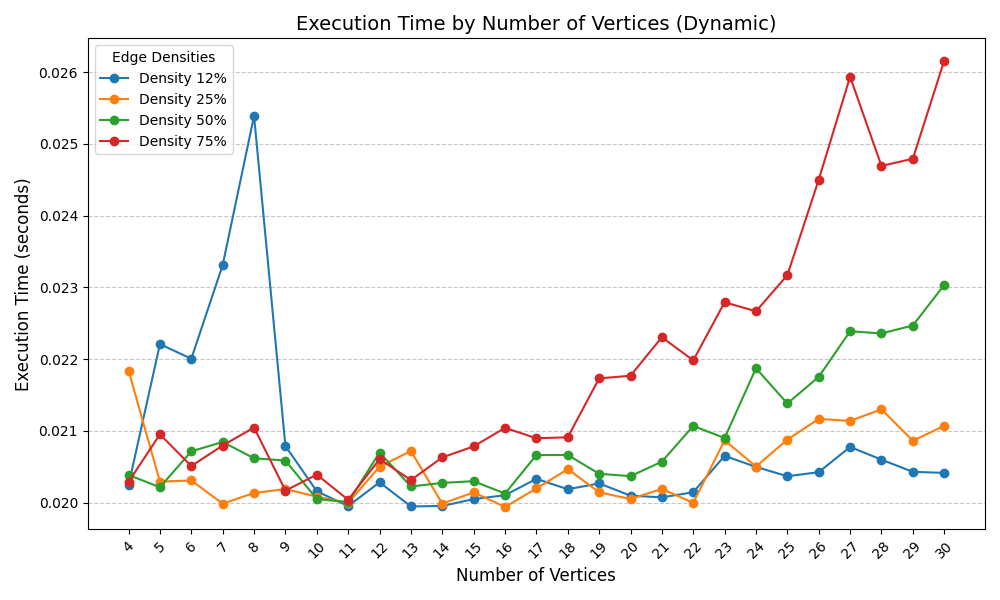 Execution Time by Number of Vertices (Dynamic)
Edge Densities
Density 12%
Density 25%
Density 50%
Density 75%
Execution Time (seconds)
0.026
0.025
0.024
0.023
0.022
0.021
0.020
4 5 6 7 8 9 10 11 12 13 14 15 16 17 18 19 20 21 22 23 24 25 26 27 28 29 30
Number of Vertices